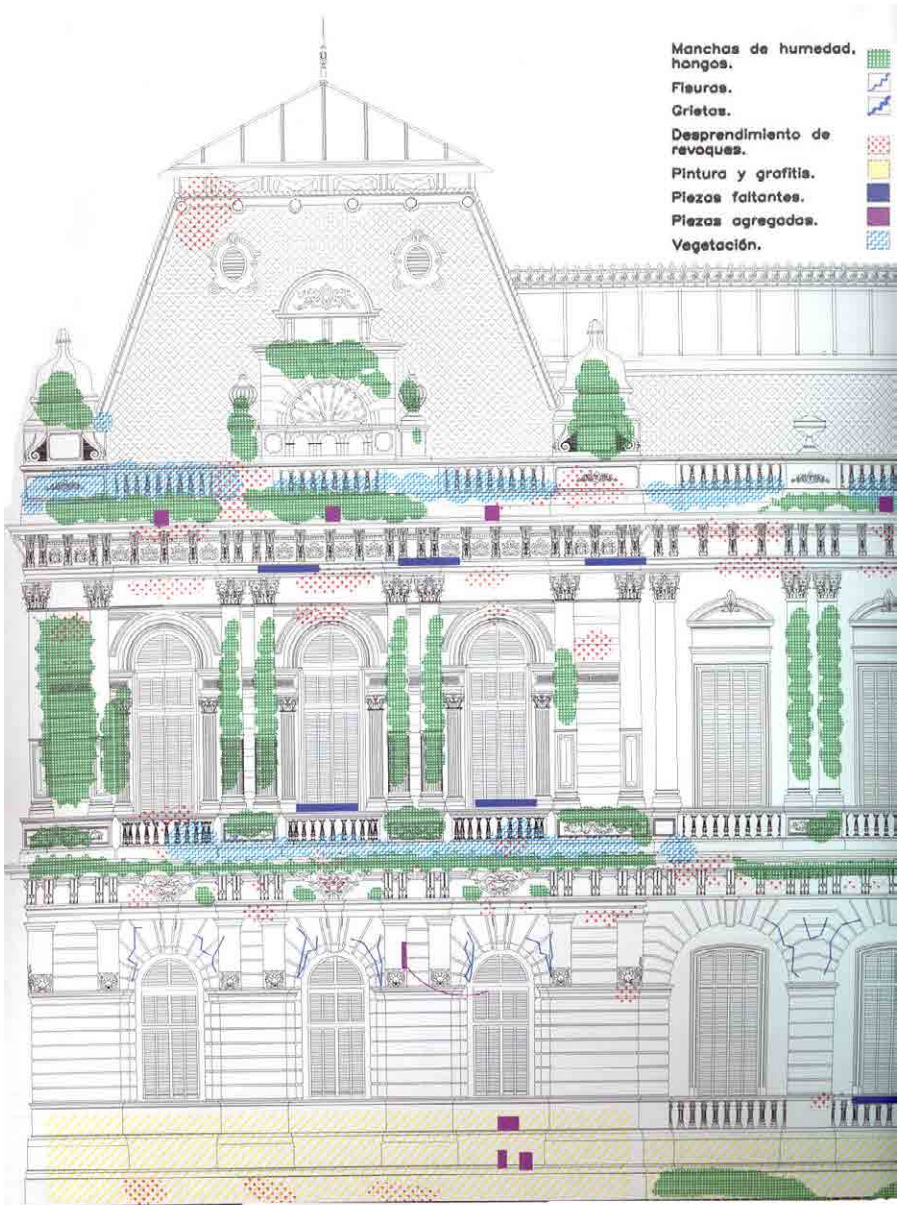 Manchas de humedad,
hongos.
Fisuras.
Grietas.
Desprendimiento de
revoques.
Pintura y grafitis.
Piezas faltantes.
Piezas agregadas.
Vegetación.